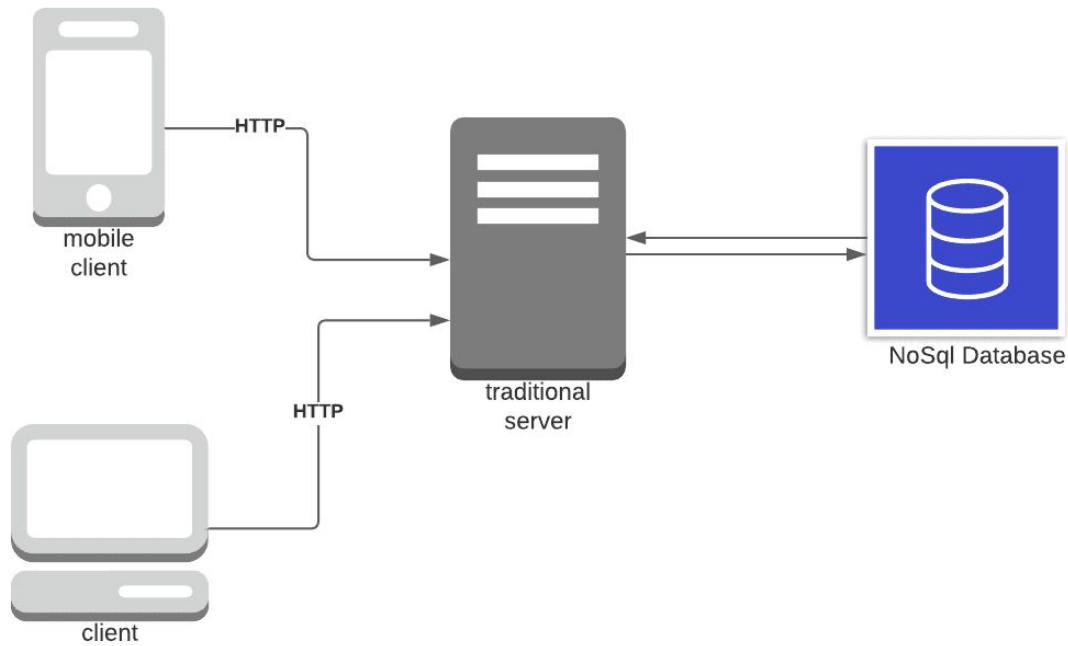 HTTP
mobile
client
traditional
server
NoSql Database
HTTP
client